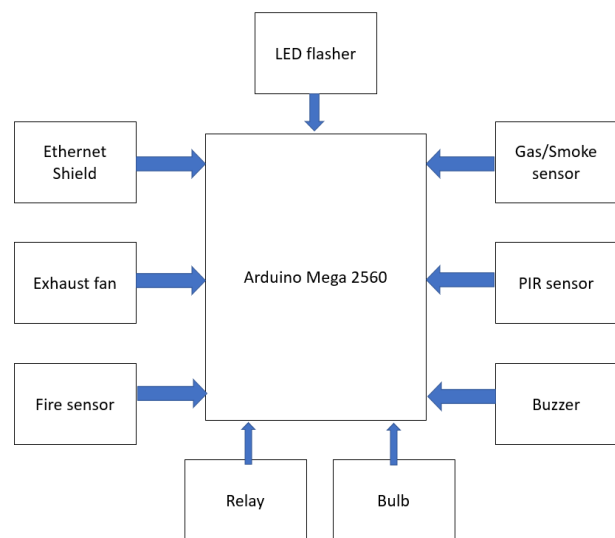 LED flasher
Ethernet
Shield
Gas/Smoke
sensor
Exhaust fan
Arduino Mega 2560
PIR sensor
Fire sensor
Buzzer
Relay
Bulb